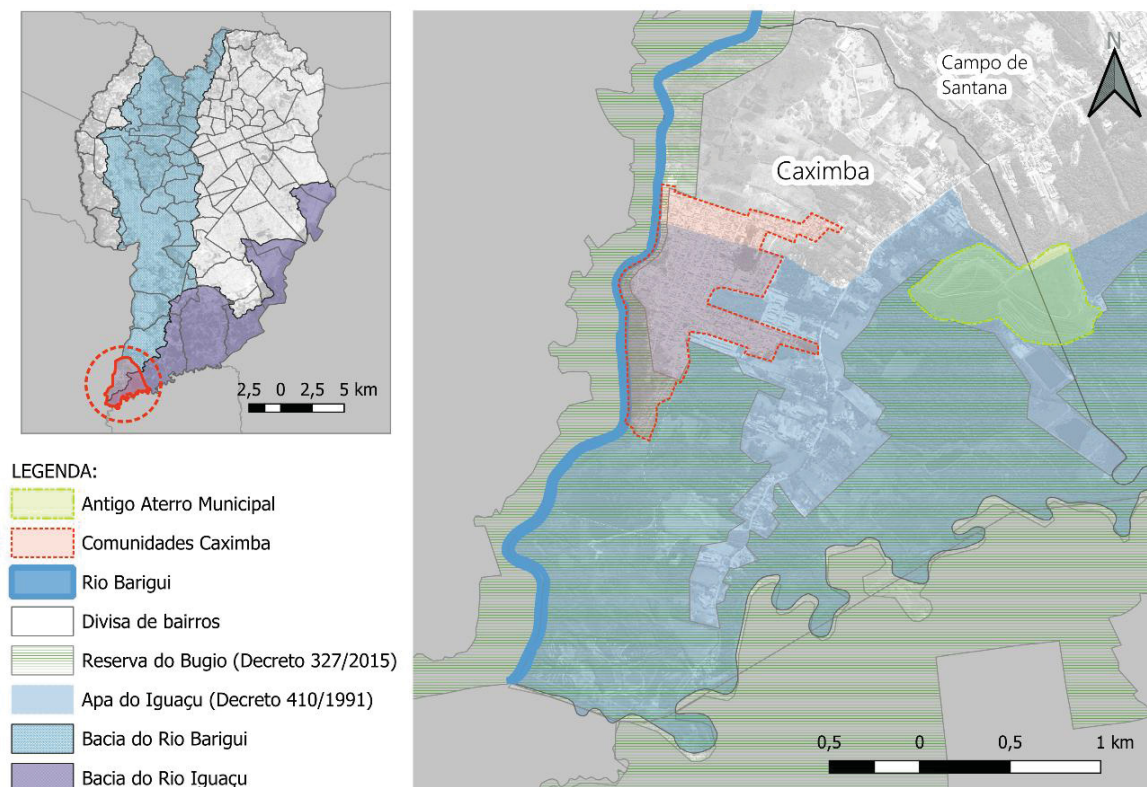 2,5 0 2,5 5 km
LEGENDA:
Antigo Aterro Municipal
Comunidades Caximba
Rio Barigui
Divisa de bairros
Reserva do Bugio (Decreto 327/2015)
Apa do Iguaçu (Decreto 410/1991)
Bacia do Rio Barigui
Bacia do Rio Iguaçu
N
Campo de
Santana
Caximba
0,5 0 0,5 1 km